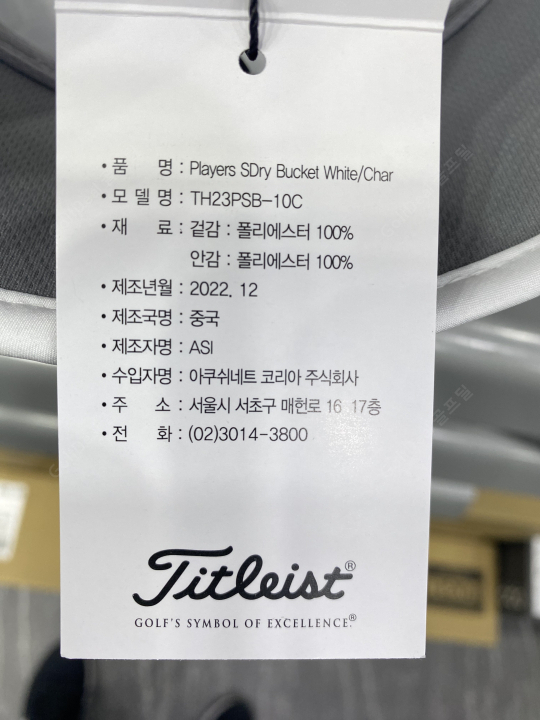 • 품 명 : Players SDry Bucket White/Char
• 모 델 명 : TH23PSB-10C
• 재 료 : 겉감 : 폴리에스터 100%
안감 : 폴리에스터 100%
• 제조년월 : 2022. 12
• 제조국명 : 중국
• 제조자명 : ASI
• 수입자명 : 아쿠쉬네트 코리아 주식회사
• 주 소 : 서울시 서초구 매헌로 16 17층
• 전 화 : (02)3014-3800
Titleist®
GOLF'S SYMBOL OF EXCELLENCE.®